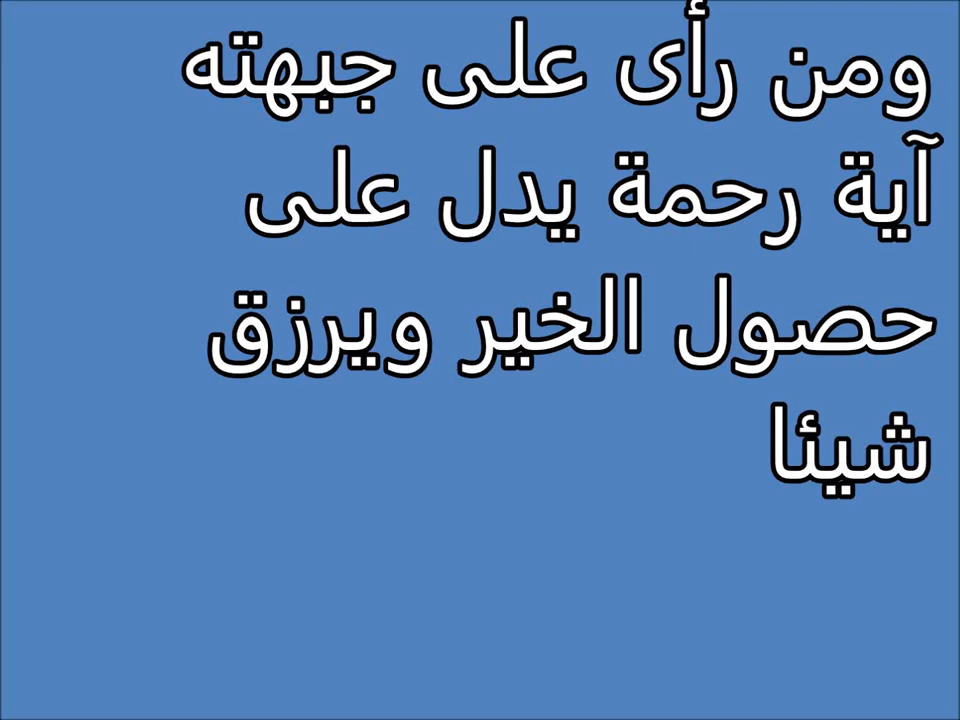 ومن رأى على جبهته
آية رحمة يدل على
حصول الخير ويرزق
شيئا